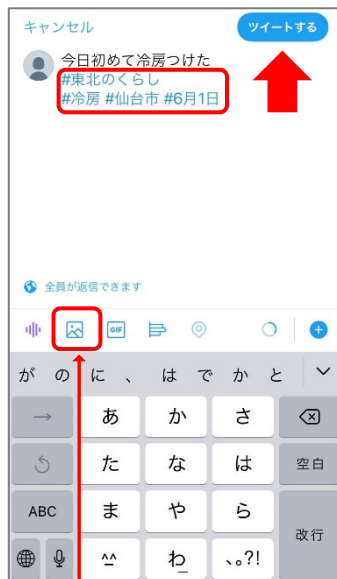 キャンセル ツイートする
今日初めて冷房つけた
#東北のくらし
#冷房 #仙台市 #6月1日
全員が返信できます
GIF
が の に 、 は で か と
→ あ か さ
た な は 空白
ABC ま や ら 改行
^^ わ_ 、。?!